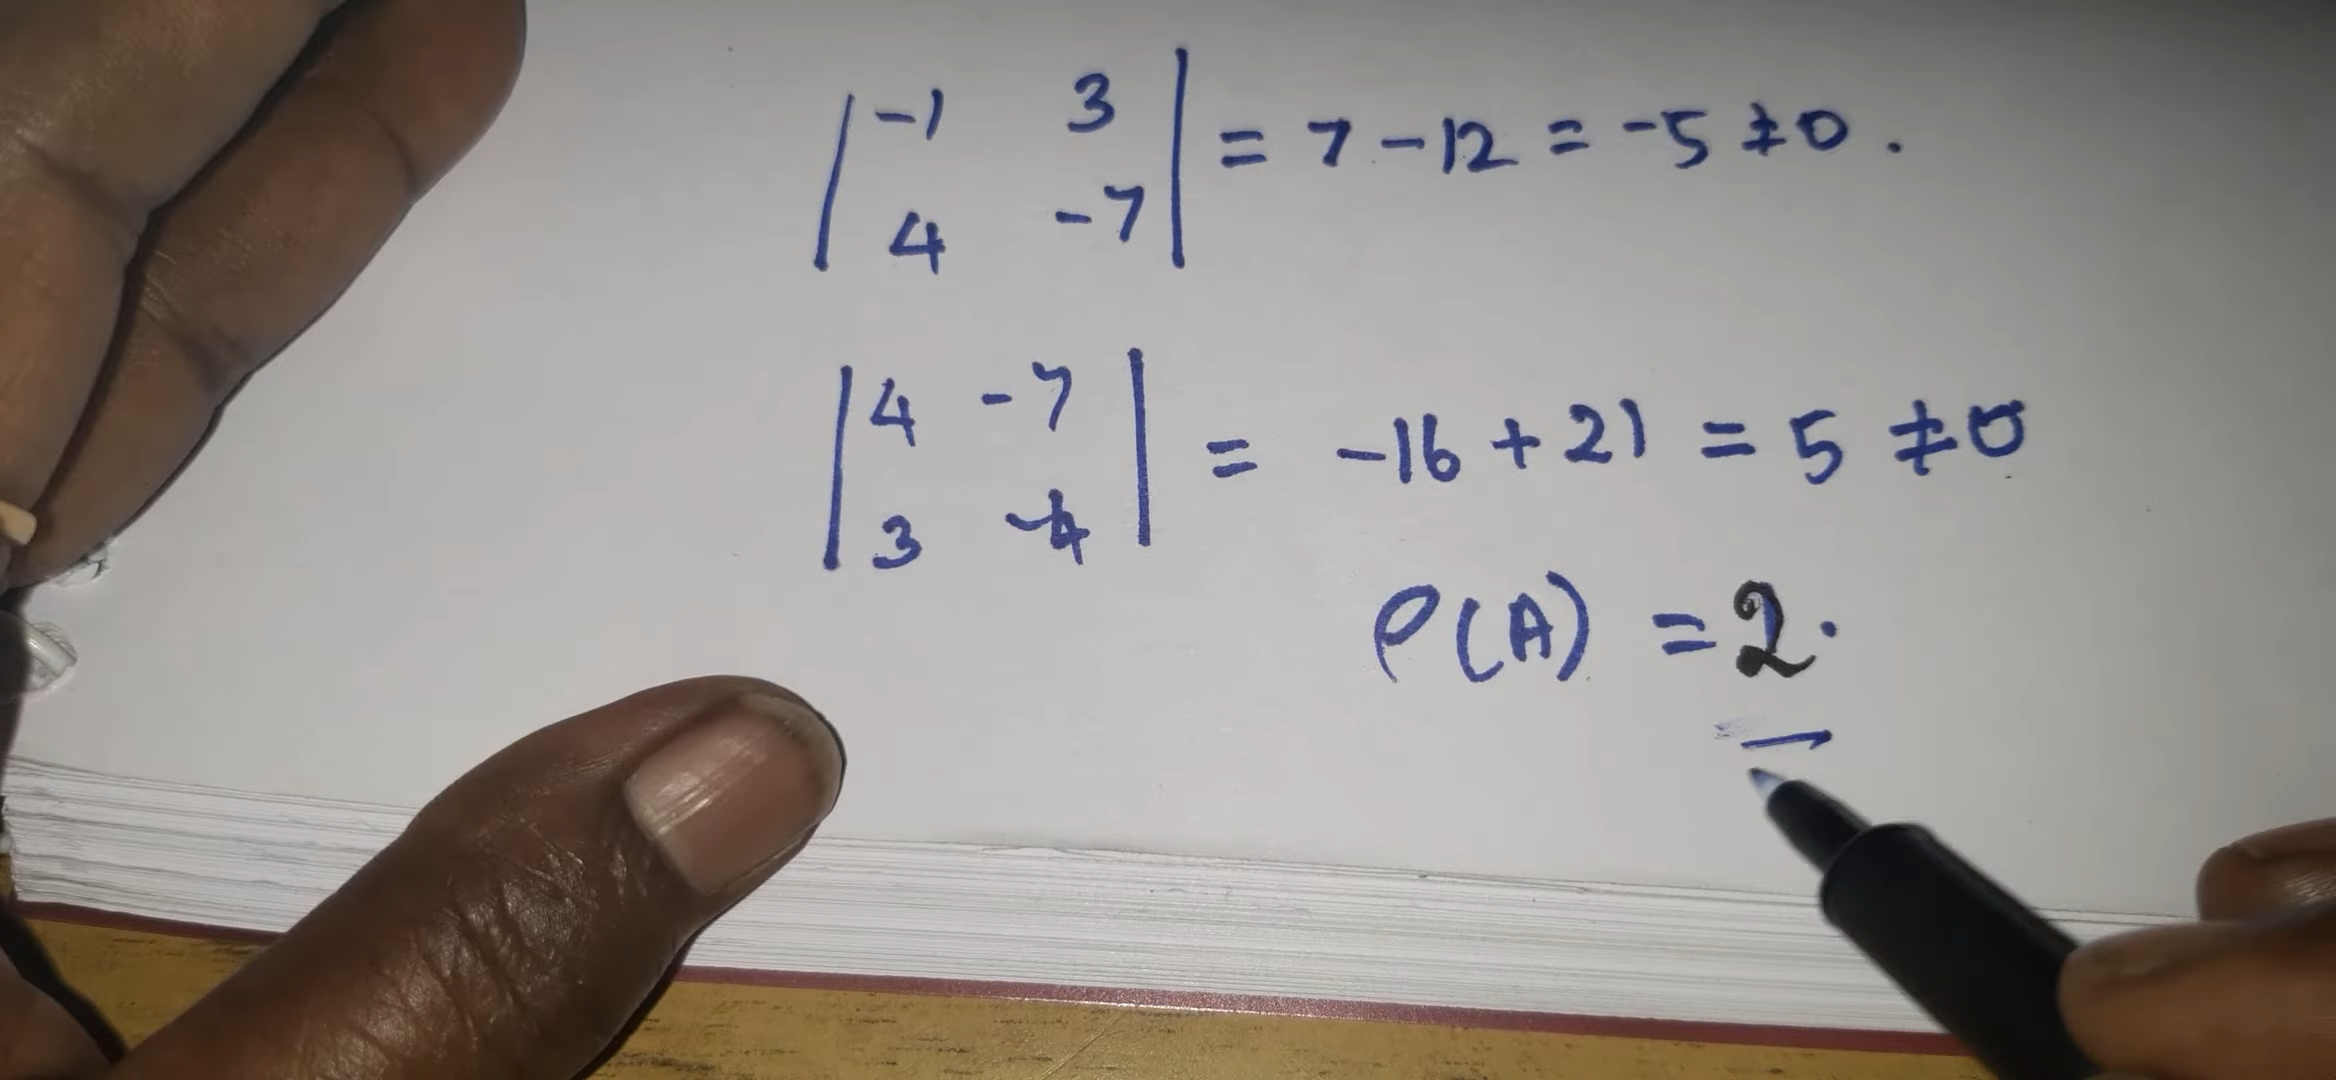 | -1 3 | = 7 - 12 = -5 ≠ 0 .
| 4 -7 |
| 4 -7 | = -16 + 21 = 5 ≠ 0
| 3 -4 |
ρ(A) = 2.